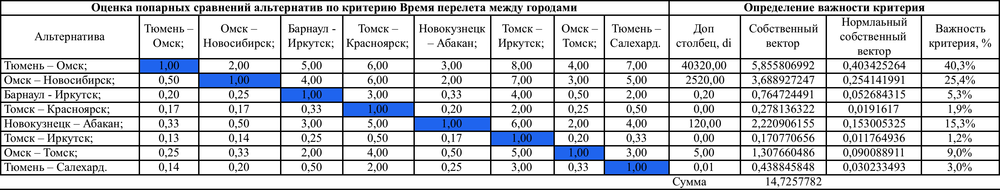 Оценка попарных сравнений альтернатив по критерию Время перелета между городами Определение важности критерия
Альтернатива Тюмень – Омск; Омск – Новосибирск; Барнаул - Иркутск; Томск – Красноярск; Новокузнецк – Абакан; Томск – Иркутск; Омск – Томск; Тюмень – Салехард. Доп столбец, di Собственный вектор Нормлаьный собственный вектор Важность критерия, %
Тюмень – Омск; 1,00 2,00 5,00 6,00 3,00 8,00 4,00 7,00 40320,00 5,855806992 0,403425264 40,3%
Омск – Новосибирск; 0,50 1,00 4,00 6,00 2,00 7,00 3,00 5,00 2520,00 3,688927247 0,254141991 25,4%
Барнаул - Иркутск; 0,20 0,25 1,00 3,00 0,33 4,00 0,50 2,00 0,20 0,764724491 0,052684315 5,3%
Томск – Красноярск; 0,17 0,17 0,33 1,00 0,20 2,00 0,25 0,50 0,00 0,278136322 0,0191617 1,9%
Новокузнецк – Абакан; 0,33 0,50 3,00 5,00 1,00 6,00 2,00 4,00 120,00 2,220906155 0,153005325 15,3%
Томск – Иркутск; 0,13 0,14 0,25 0,50 0,17 1,00 0,20 0,33 0,00 0,170770656 0,011764936 1,2%
Омск – Томск; 0,25 0,33 2,00 4,00 0,50 5,00 1,00 3,00 5,00 1,307660486 0,090088911 9,0%
Тюмень – Салехард. 0,14 0,20 0,50 2,00 0,25 3,00 0,33 1,00 0,01 0,438845848 0,030233493 3,0%
Сумма 14,7257782